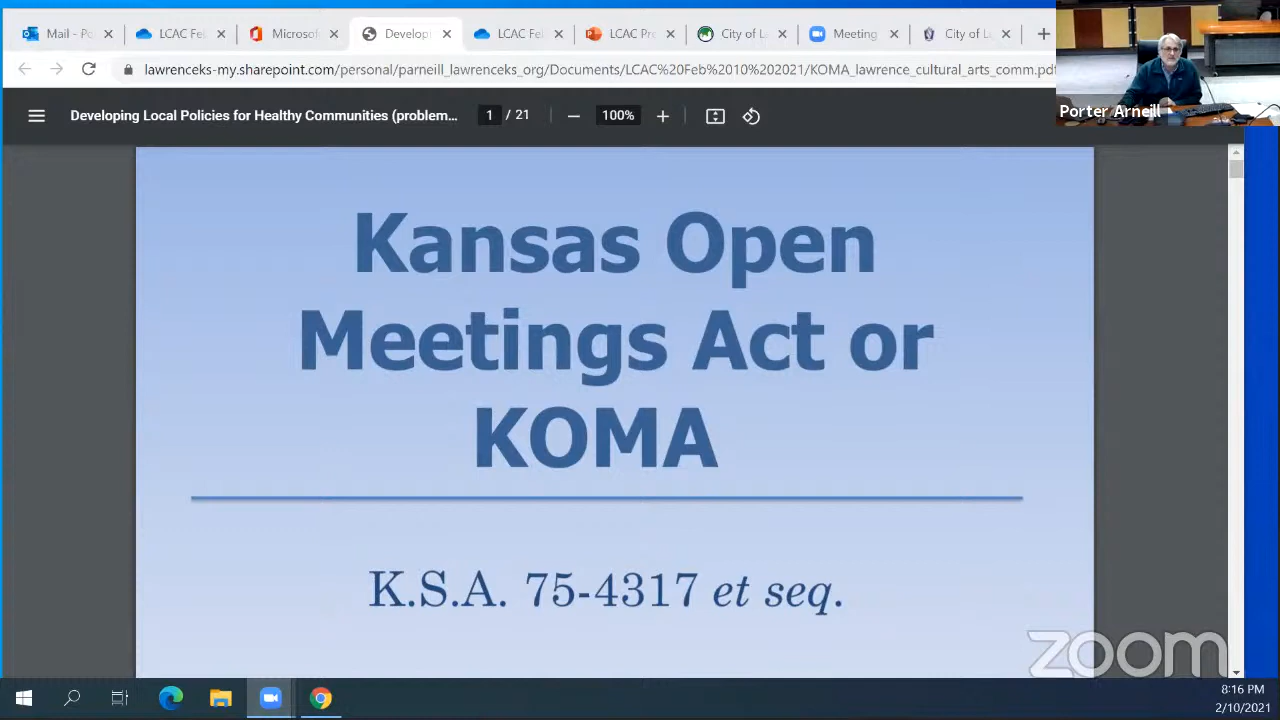 Mail - Po
LCAC Fe
Microsof
Develop
LC
LCAC Pr
City of L
Meeting
City of L
lawrenceks-my.sharepoint.com/personal/parneill_lawrenceks_org/Documents/LCAC%20Feb%2010%202021/KOMA_lawrence_cultural_arts_comm.pdf
Porter Arneill
Developing Local Policies for Healthy Communities (problem...
1 / 21
100%
Kansas Open
Meetings Act or
KOMA
K.S.A. 75-4317 et seq.
zoom
8:16 PM
2/10/2021